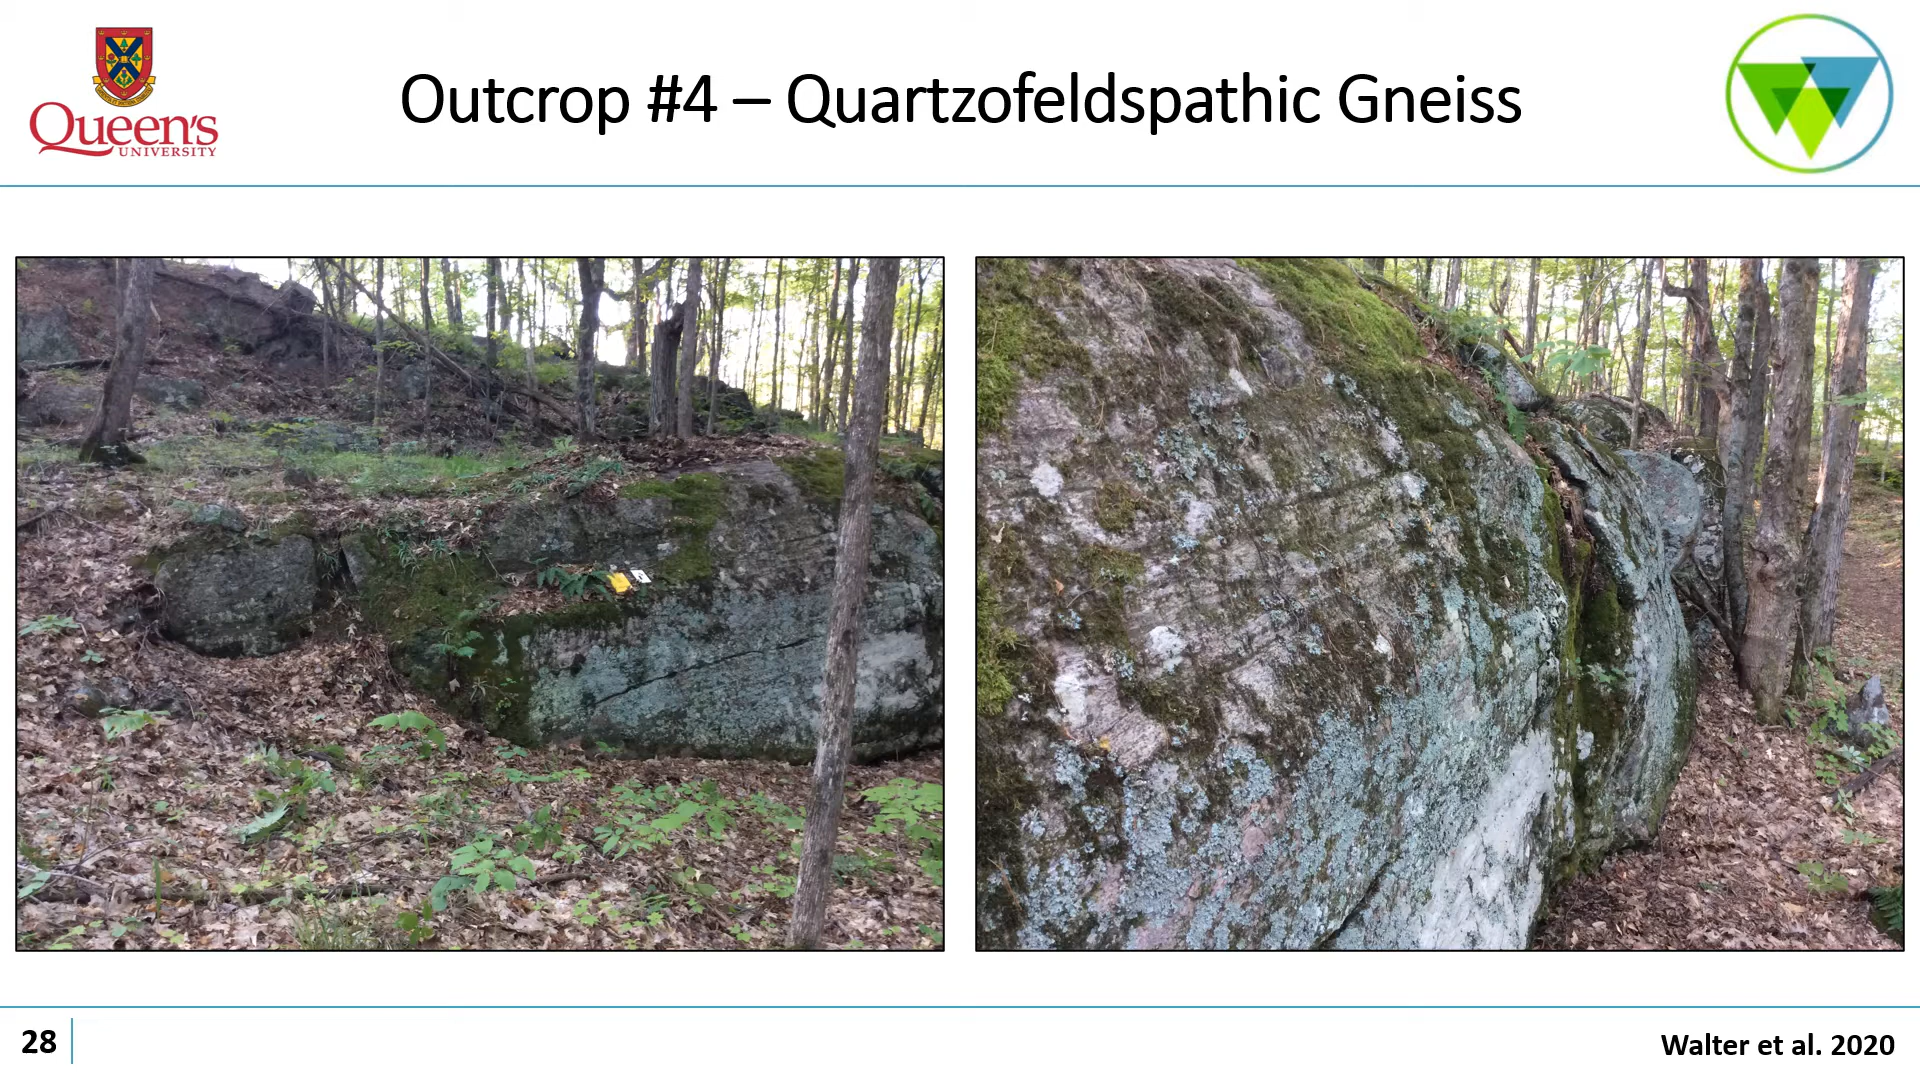 Outcrop #4 – Quartzofeldspathic Gneiss
Queen's
UNIVERSITY
28
Walter et al. 2020